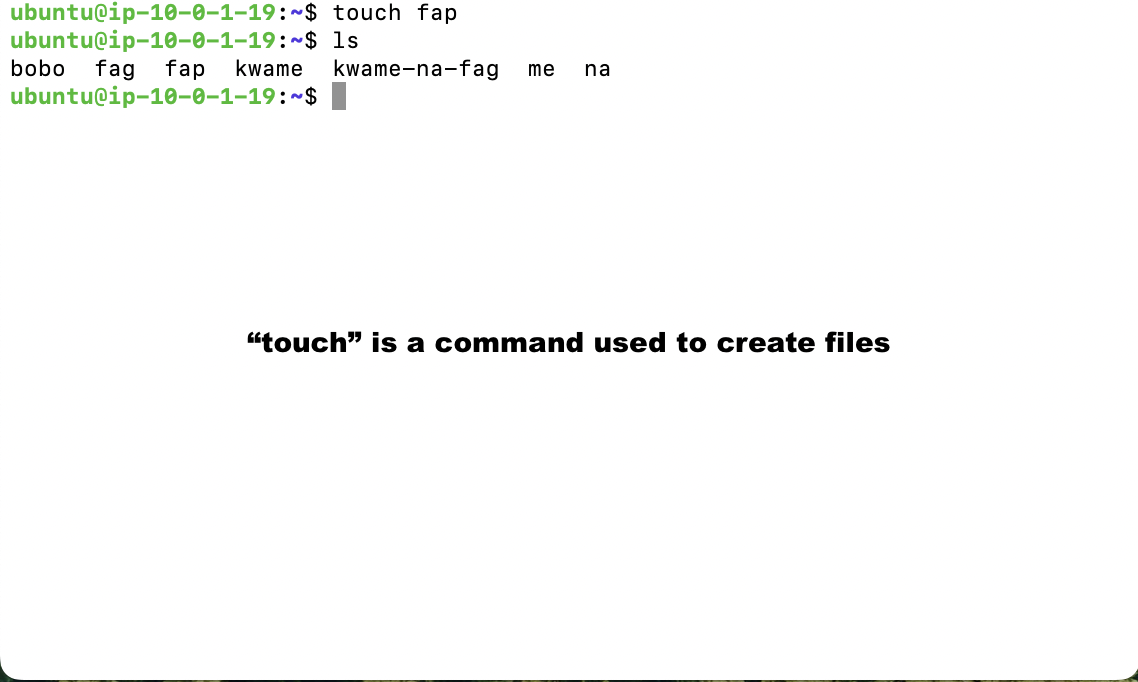 ubuntu@ip-10-0-1-19:~$ touch fap
ubuntu@ip-10-0-1-19:~$ ls
bobo  fag  fap  kwame  kwame-na-fag  me  na
ubuntu@ip-10-0-1-19:~$
“touch” is a command used to create files